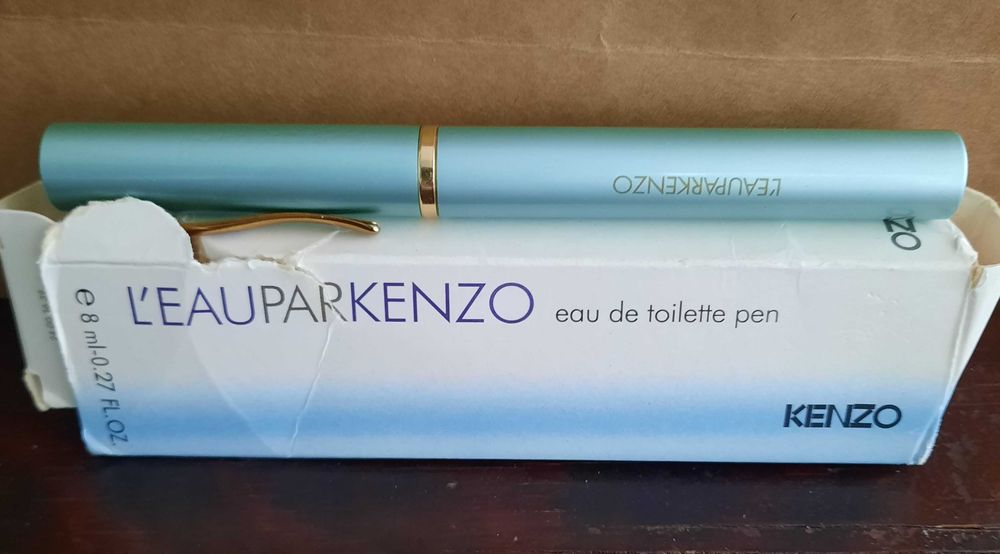 L'EAUPARKENZO
ZO
L'EAUPARKENZO eau de toilette pen
e 8 ml-0.27 FL.OZ.
KENZO